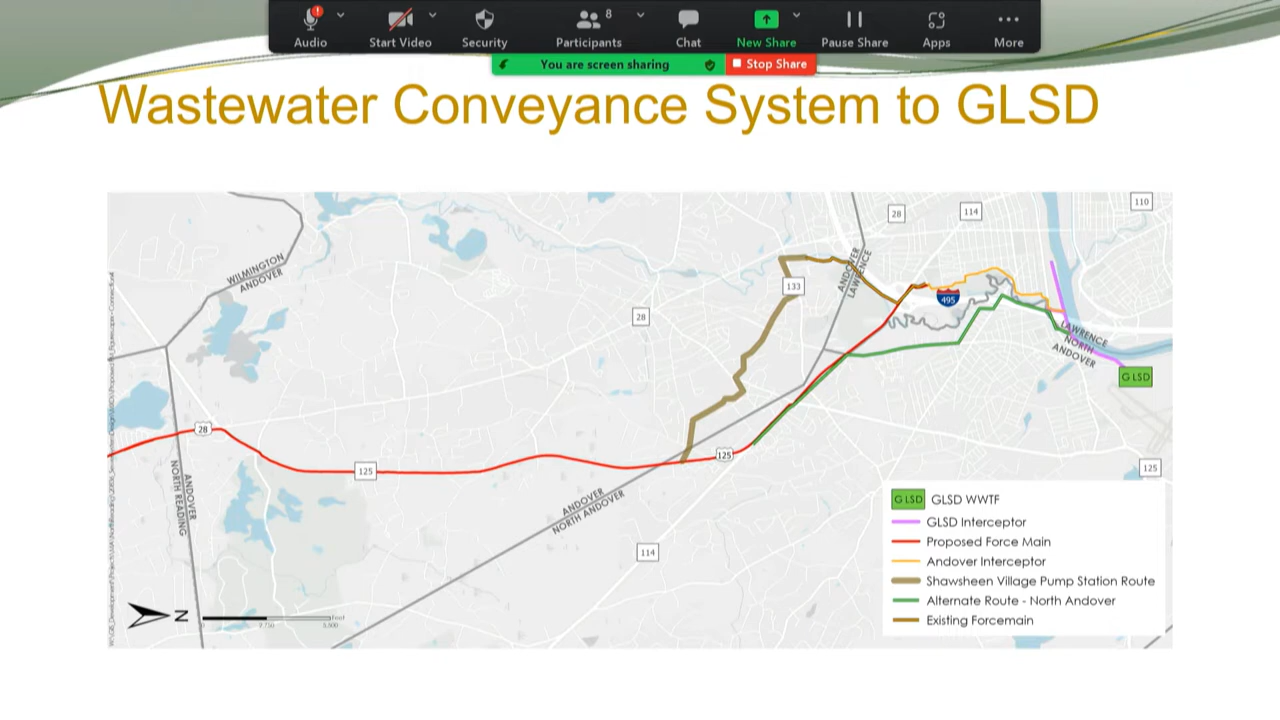 8
Audio
Start Video
Security
Participants
Chat
New Share
Pause Share
Apps
More
You are screen sharing
Stop Share
Wastewater Conveyance System to GLSD
110
28
114
WILMINGTON
ANDOVER
ANDOVER
LAWRENCE
133
495
28
LAWRENCE
NORTH
ANDOVER
GLSD
28
125
125
125
ANDOVER
NORTH READING
ANDOVER
NORTH ANDOVER
114
GLSD GLSD WWTF
GLSD Interceptor
Proposed Force Main
Andover Interceptor
Shawsheen Village Pump Station Route
Alternate Route - North Andover
Existing Forcemain
N
Feet